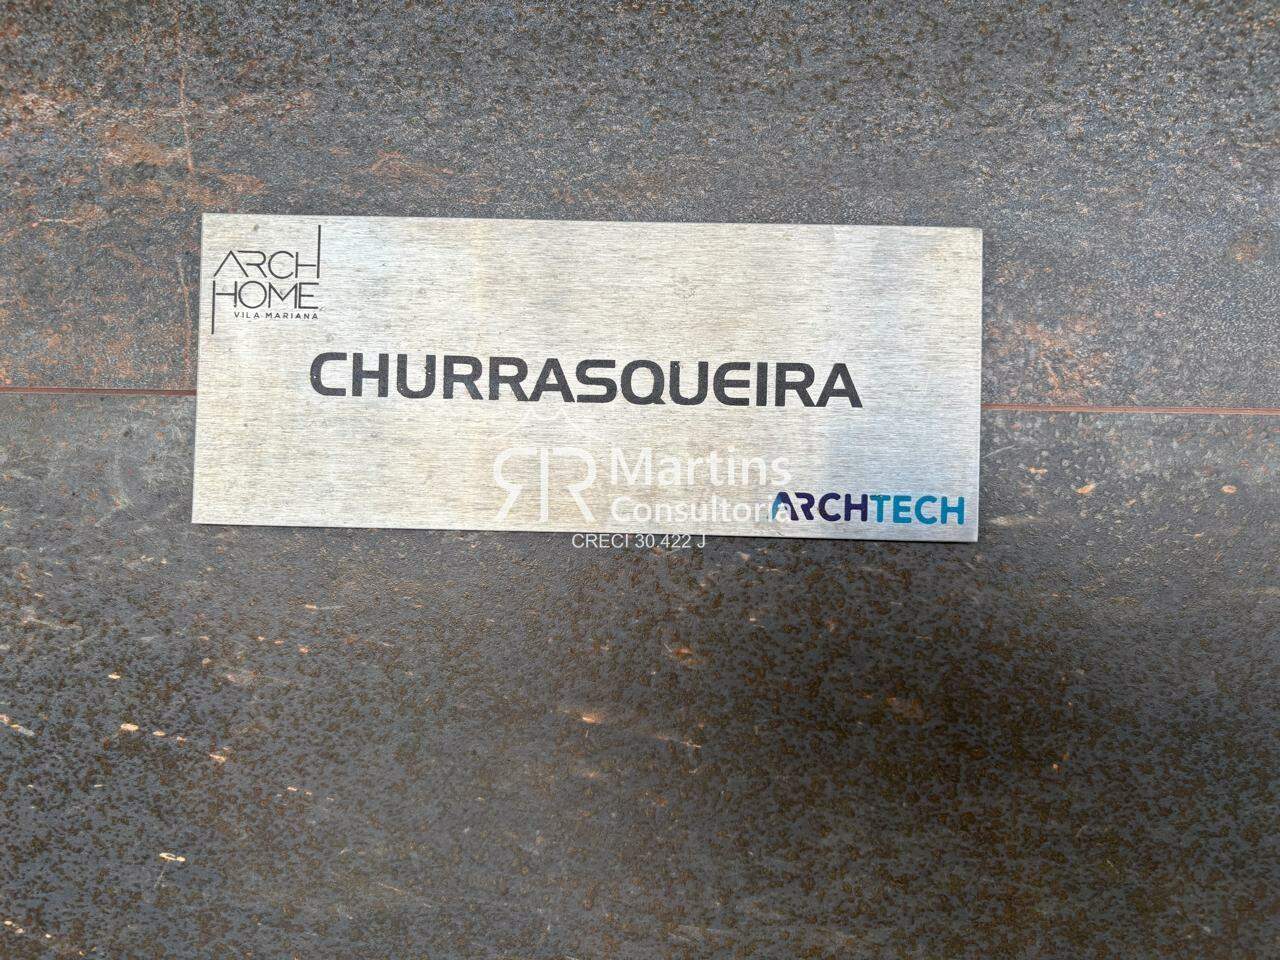 ARCH
HOME
VILA MARIANA
CHURRASQUEIRA
Martins
Consultoria
ARCHTECH
CRECI 30.422 J